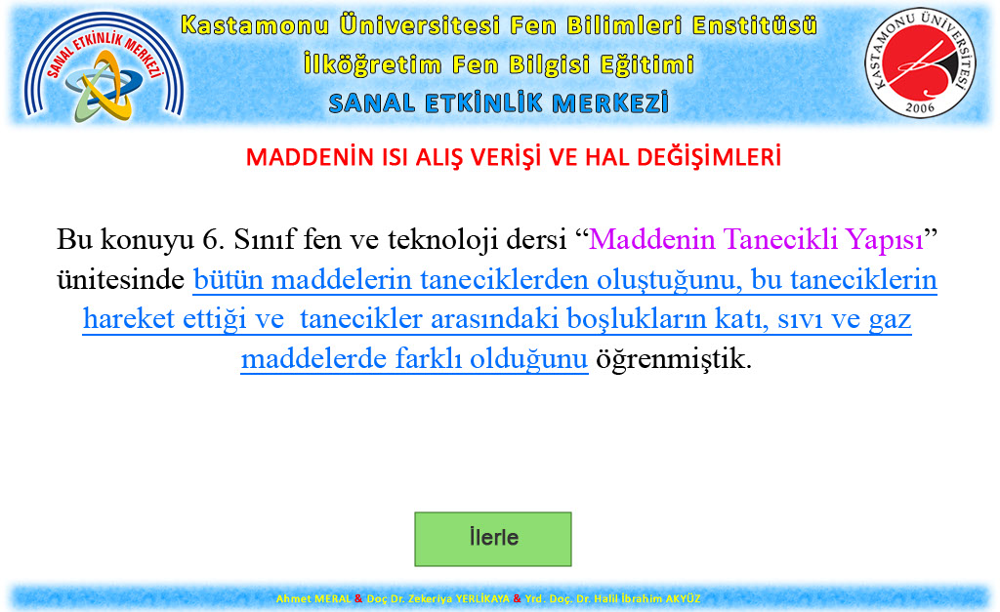 SANAL ETKİNLİK MERKEZİ
Kastamonu Üniversitesi Fen Bilimleri Enstitüsü
İlköğretim Fen Bilgisi Eğitimi
SANAL ETKİNLİK MERKEZİ
KASTAMONU ÜNİVERSİTESİ
2006
MADDENİN ISI ALIŞ VERİŞİ VE HAL DEĞİŞİMLERİ
Bu konuyu 6. Sınıf fen ve teknoloji dersi “Maddenin Tanecikli Yapısı”
ünitesinde bütün maddelerin taneciklerden oluştuğunu, bu taneciklerin
hareket ettiği ve tanecikler arasındaki boşlukların katı, sıvı ve gaz
maddelerde farklı olduğunu öğrenmiştik.
İlerle
Ahmet MERAL & Doç Dr. Zekeriya YERLİKAYA & Yrd. Doç. Dr. Halil İbrahim AKYÜZ